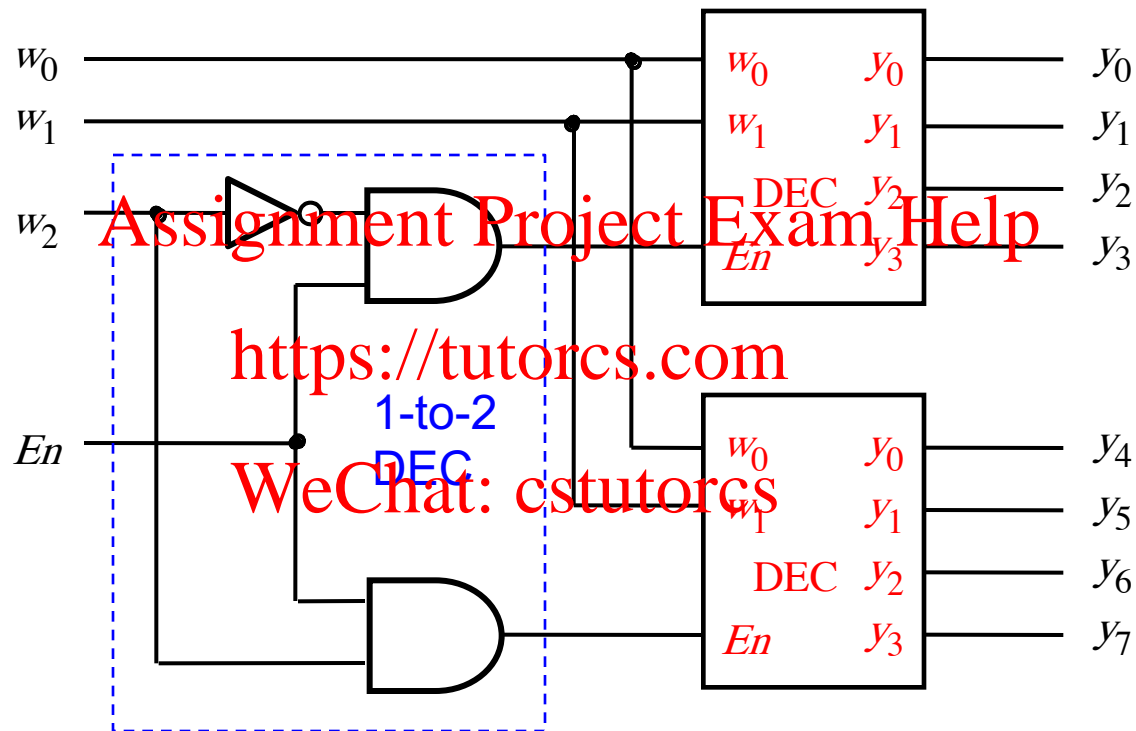 w0
w1
w2
En
w0 y0
w1 y1
DEC y2
En y3
y0
y1
y2
y3
Assignment Project Exam Help
https://tutorcs.com
1-to-2
DEC
WeChat: cstutorcs
w0 y0
w1 y1
DEC y2
En y3
y4
y5
y6
y7